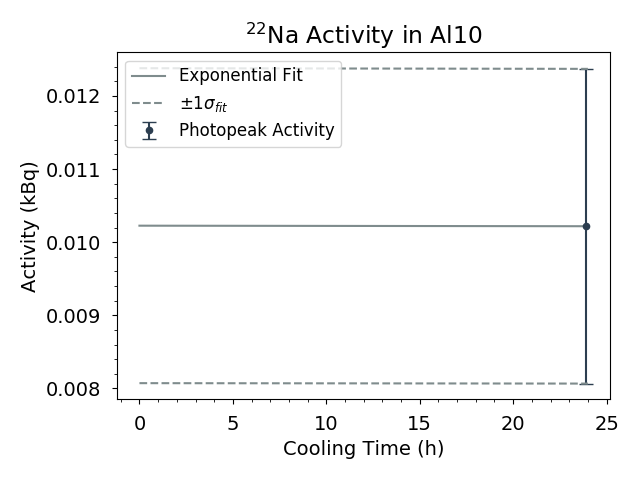 ²²Na Activity in Al10
Exponential Fit
±1σ_fit
Photopeak Activity
Activity (kBq)
0.012
0.011
0.010
0.009
0.008
0 5 10 15 20 25
Cooling Time (h)